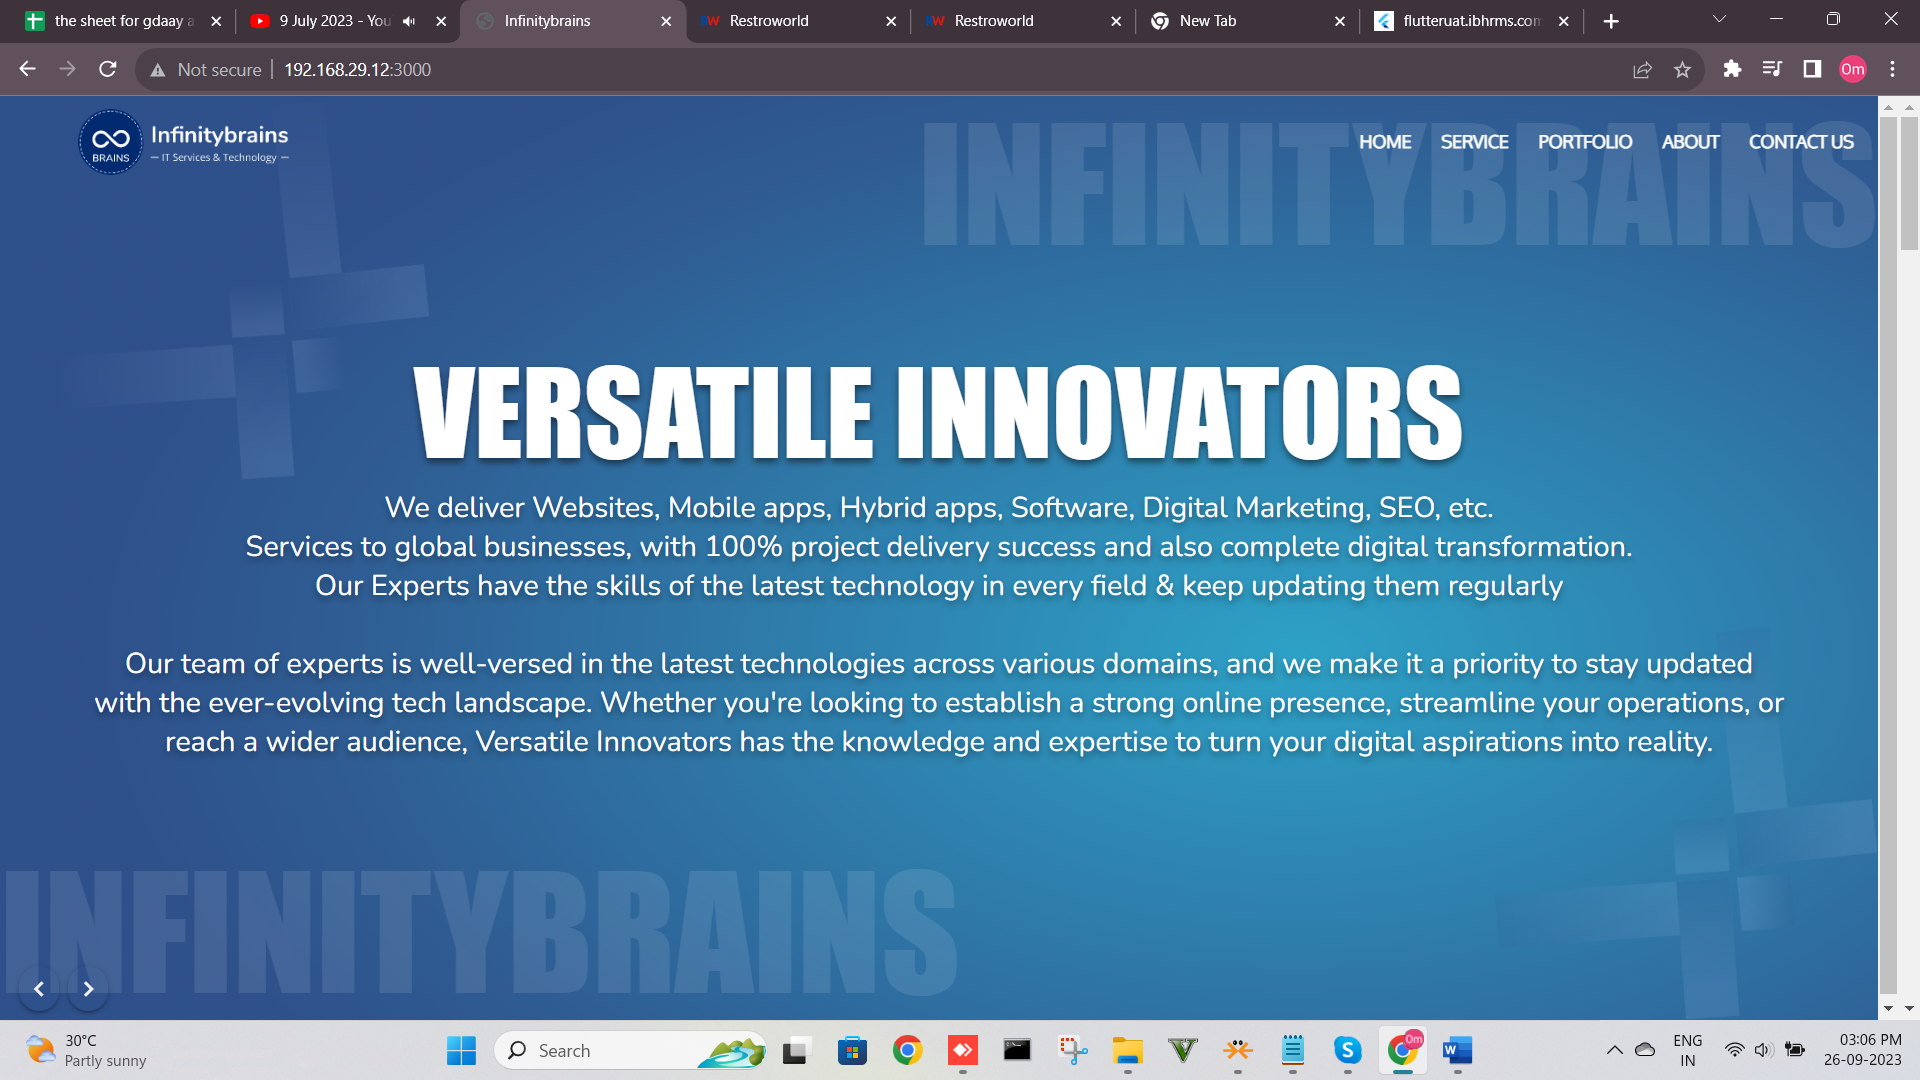 the sheet for gdaay a
9 July 2023 - You
Infinitybrains
Restroworld
Restroworld
New Tab
flutteruat.ibhrms.com
Not secure
192.168.29.12:3000
Om
BRAINS
Infinitybrains
IT Services & Technology
HOME
SERVICE
PORTFOLIO
ABOUT
CONTACT US
INFINITYBRAINS
VERSATILE INNOVATORS
We deliver Websites, Mobile apps, Hybrid apps, Software, Digital Marketing, SEO, etc.
Services to global businesses, with 100% project delivery success and also complete digital transformation.
Our Experts have the skills of the latest technology in every field & keep updating them regularly
Our team of experts is well-versed in the latest technologies across various domains, and we make it a priority to stay updated
with the ever-evolving tech landscape. Whether you're looking to establish a strong online presence, streamline your operations, or
reach a wider audience, Versatile Innovators has the knowledge and expertise to turn your digital aspirations into reality.
INFINITYBRAINS
30°C
Partly sunny
Search
Om
ENG
IN
03:06 PM
26-09-2023